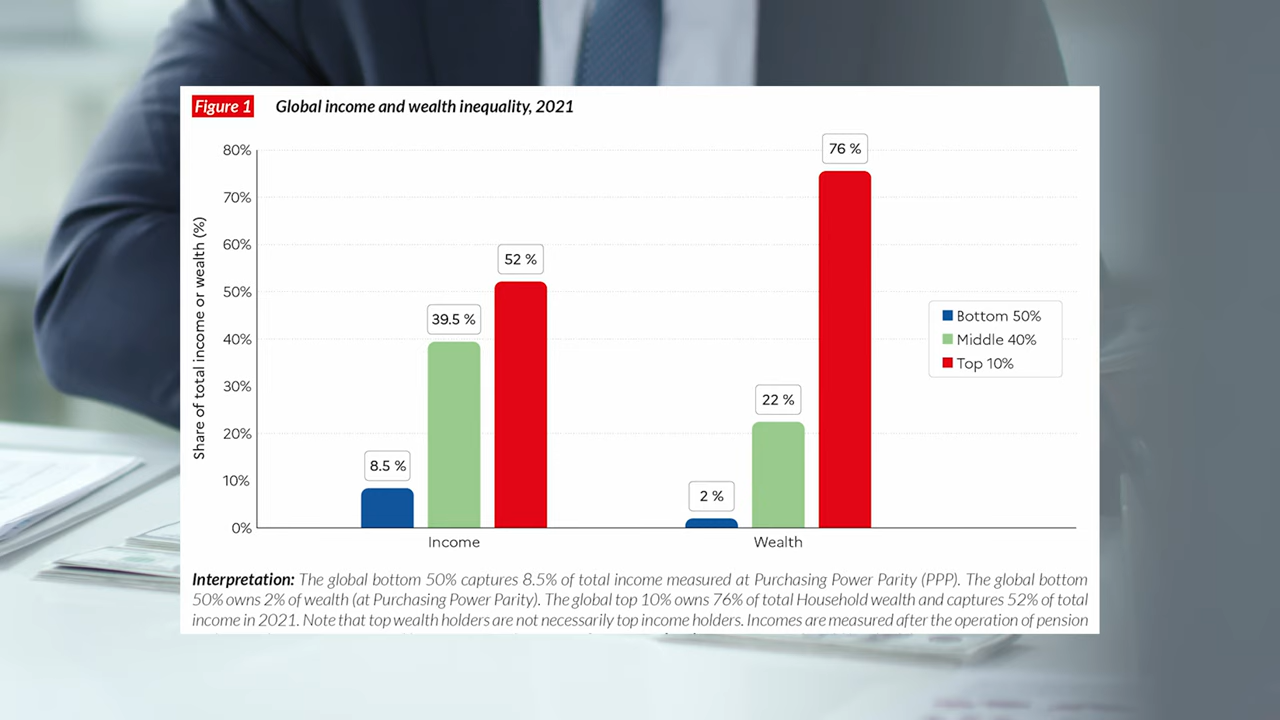 Figure 1 Global income and wealth inequality, 2021
Share of total income or wealth (%)
80%
70%
60%
50%
40%
30%
20%
10%
0%
8.5 %
39.5 %
52 %
2 %
22 %
76 %
Income
Wealth
Bottom 50%
Middle 40%
Top 10%
Interpretation: The global bottom 50% captures 8.5% of total income measured at Purchasing Power Parity (PPP). The global bottom
50% owns 2% of wealth (at Purchasing Power Parity). The global top 10% owns 76% of total Household wealth and captures 52% of total
income in 2021. Note that top wealth holders are not necessarily top income holders. Incomes are measured after the operation of pension